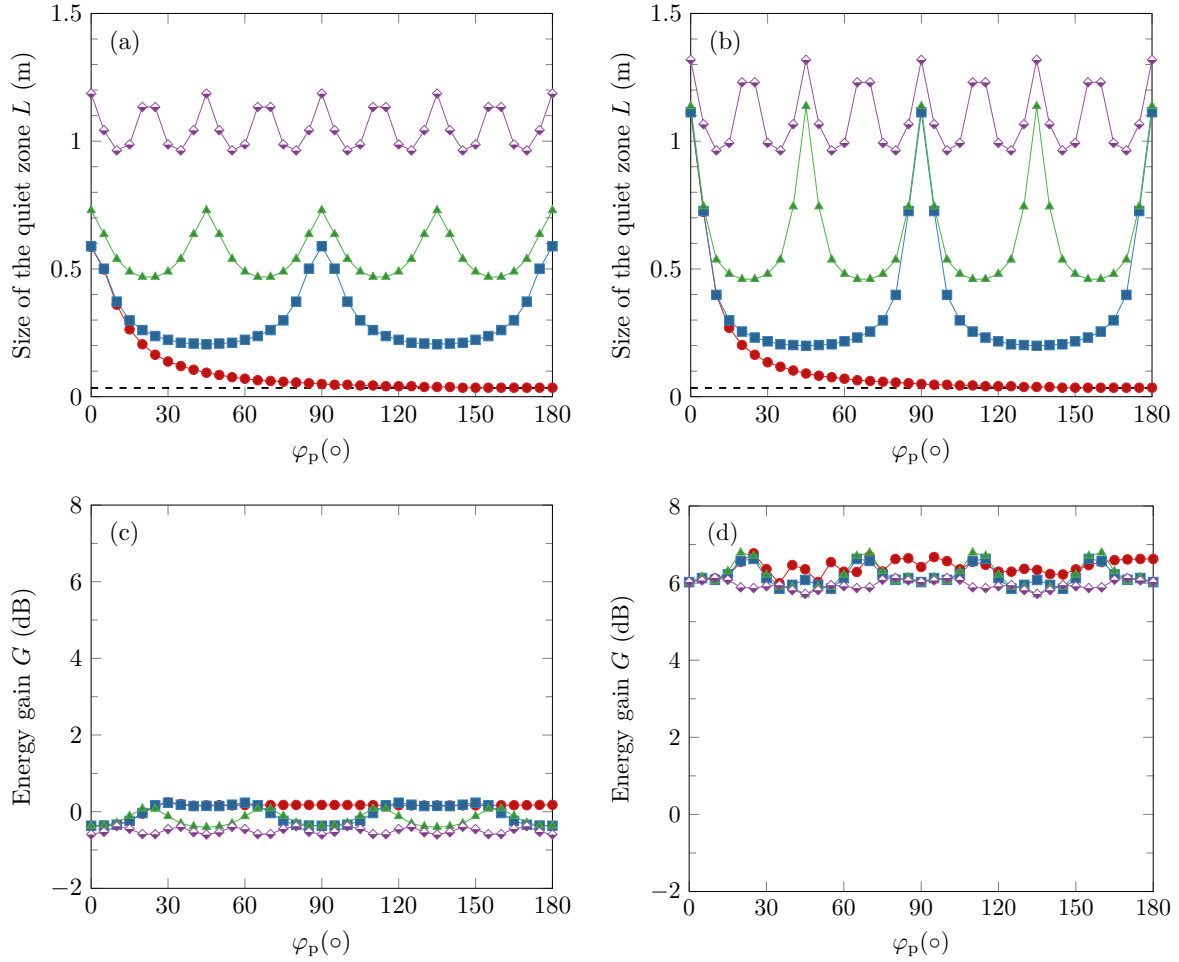 (a)
Size of the quiet zone L (m)
1.5
1
0.5
0
0 30 60 90 120 150 180
φp(∘)
(b)
Size of the quiet zone L (m)
1.5
1
0.5
0
0 30 60 90 120 150 180
φp(∘)
(c)
Energy gain G (dB)
8
6
4
2
0
−2
0 30 60 90 120 150 180
φp(∘)
(d)
Energy gain G (dB)
8
6
4
2
0
−2
0 30 60 90 120 150 180
φp(∘)